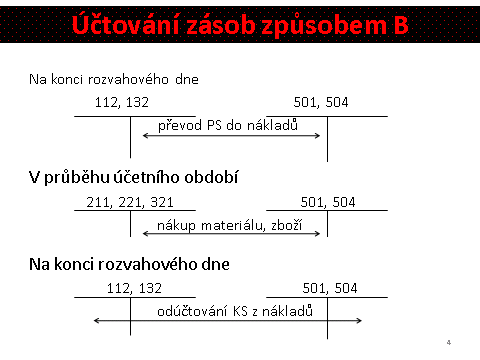 Účtování zásob způsobem B
Na konci rozvahového dne
112, 132 501, 504
převod PS do nákladů
V průběhu účetního období
211, 221, 321 501, 504
nákup materiálu, zboží
Na konci rozvahového dne
112, 132 501, 504
odúčtování KS z nákladů
4